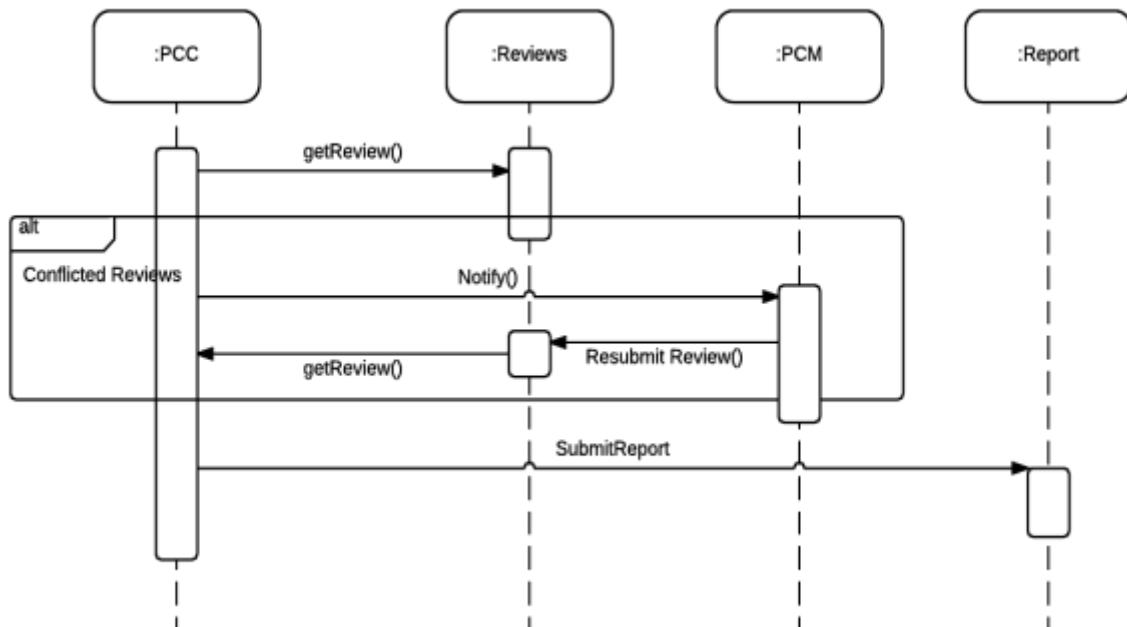 :PCC
:Reviews
:PCM
:Report
getReview()
alt
Conflicted Reviews
Notify()
Resubmit Review()
getReview()
SubmitReport